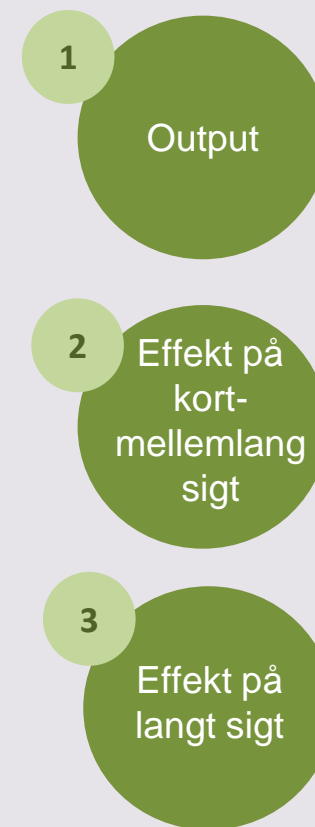 1
Output
2
Effekt på
kort-
mellemlang
sigt
3
Effekt på
langt sigt